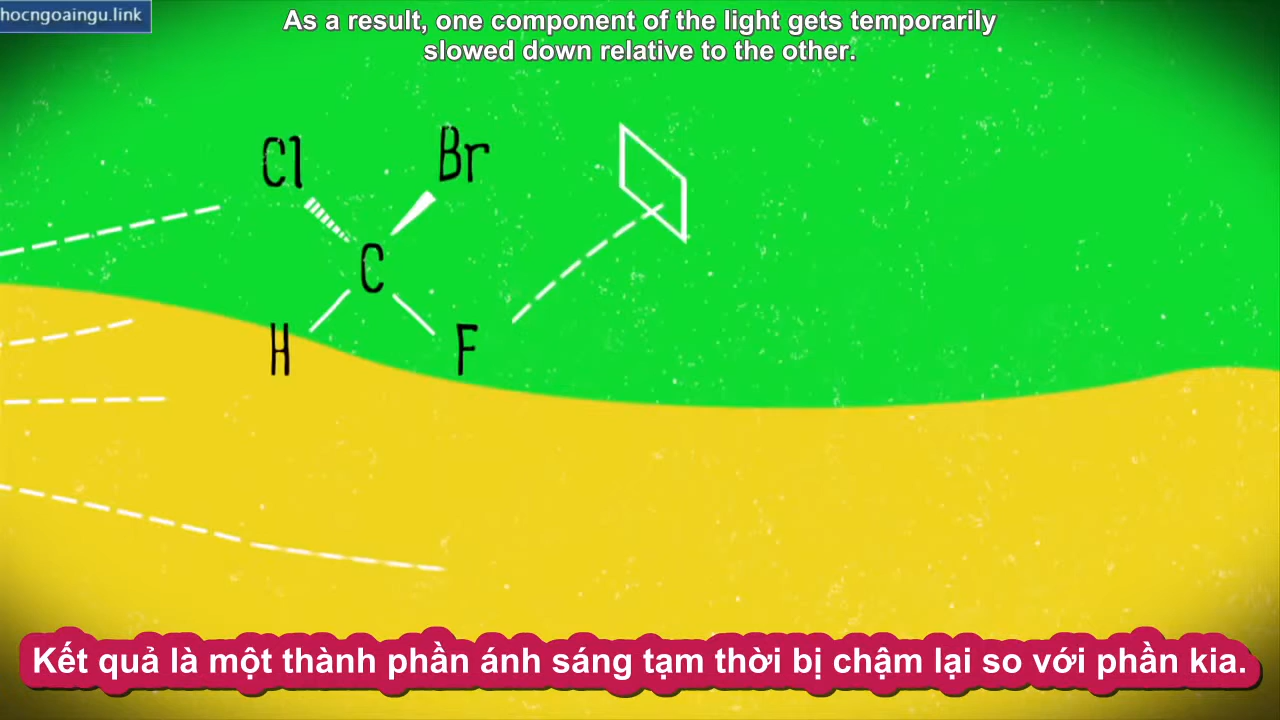 hocngoaingu.link
As a result, one component of the light gets temporarily
slowed down relative to the other.
Cl Br
C
H F
Kết quả là một thành phần ánh sáng tạm thời bị chậm lại so với phần kia.